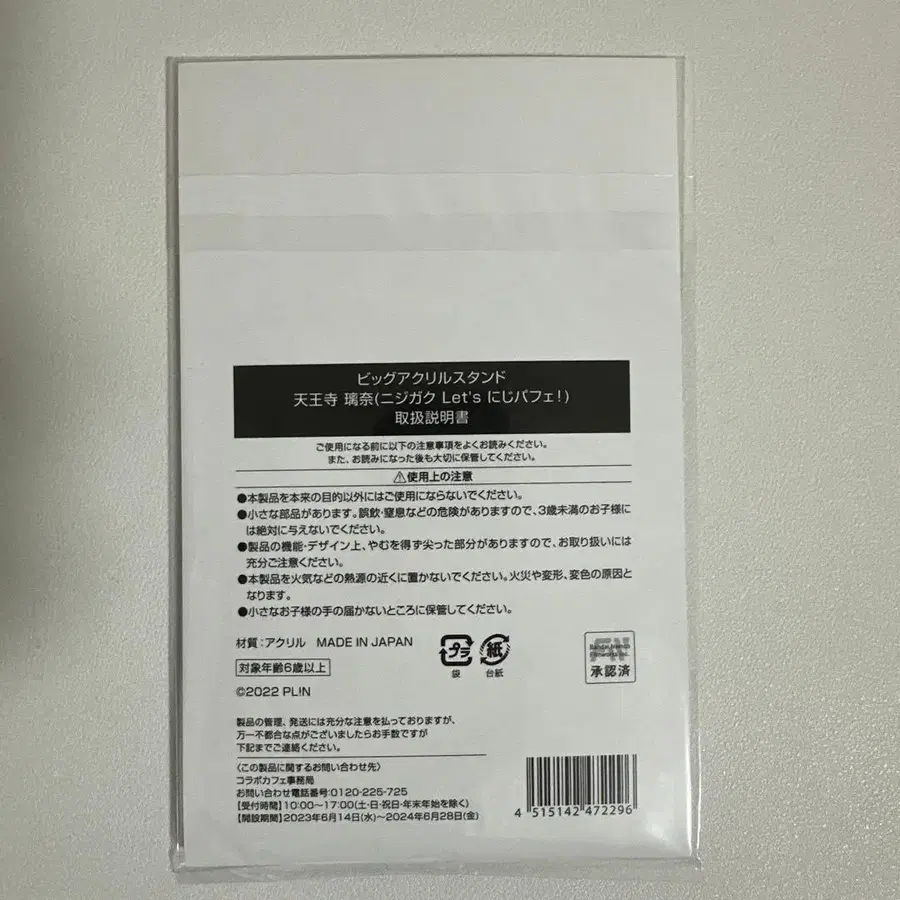 ビッグアクリルスタンド
天王寺 璃奈(ニジガク Let's にじパフェ!)
取扱説明書
ご使用になる前に以下の注意事項をよくお読みください。
また、お読みになった後も大切に保管してください。
⚠使用上の注意
●本製品を本来の目的以外にはご使用にならないでください。
●小さな部品があります。誤飲・窒息などの危険がありますので、3歳未満のお子様に
は絶対に与えないでください。
●製品の機能・デザイン上、やむを得ず尖った部分がありますので、お取り扱いには
充分ご注意ください。
●本製品を火気などの熱源の近くに置かないでください。火災や変形、変色の原因と
なります。
●小さなお子様の手の届かないところに保管してください。
材質:アクリル MADE IN JAPAN
対象年齢6歳以上
©2022 PL!N
プラ
袋
紙
台紙
Bandai Namco
Filmworks Inc.
承認済
製品の管理、発送には充分な注意を払っておりますが、
万一不都合な点がございましたらお手数ですが
下記までご連絡ください。
〈この製品に関するお問い合わせ先〉
コラボカフェ事務局
お問い合わせ電話番号:0120-225-725
【受付時間】10:00〜17:00(土・日・祝日・年末年始を除く)
【開設期間】2023年6月14日(水)〜2024年6月28日(金)
4 515142 472296